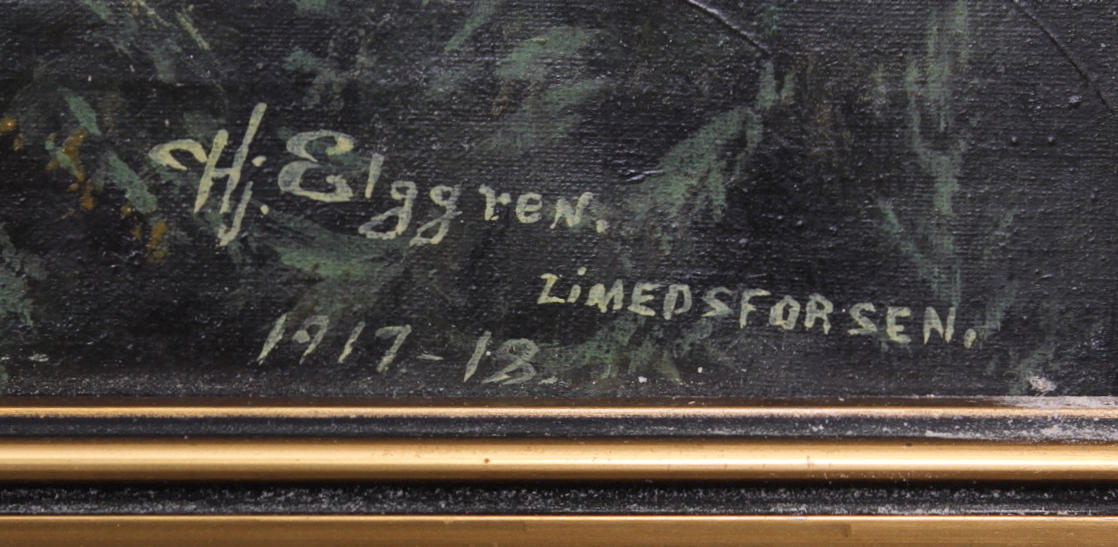 Hj. Elggren.
LiMEDSFORSEN.
1917-18.